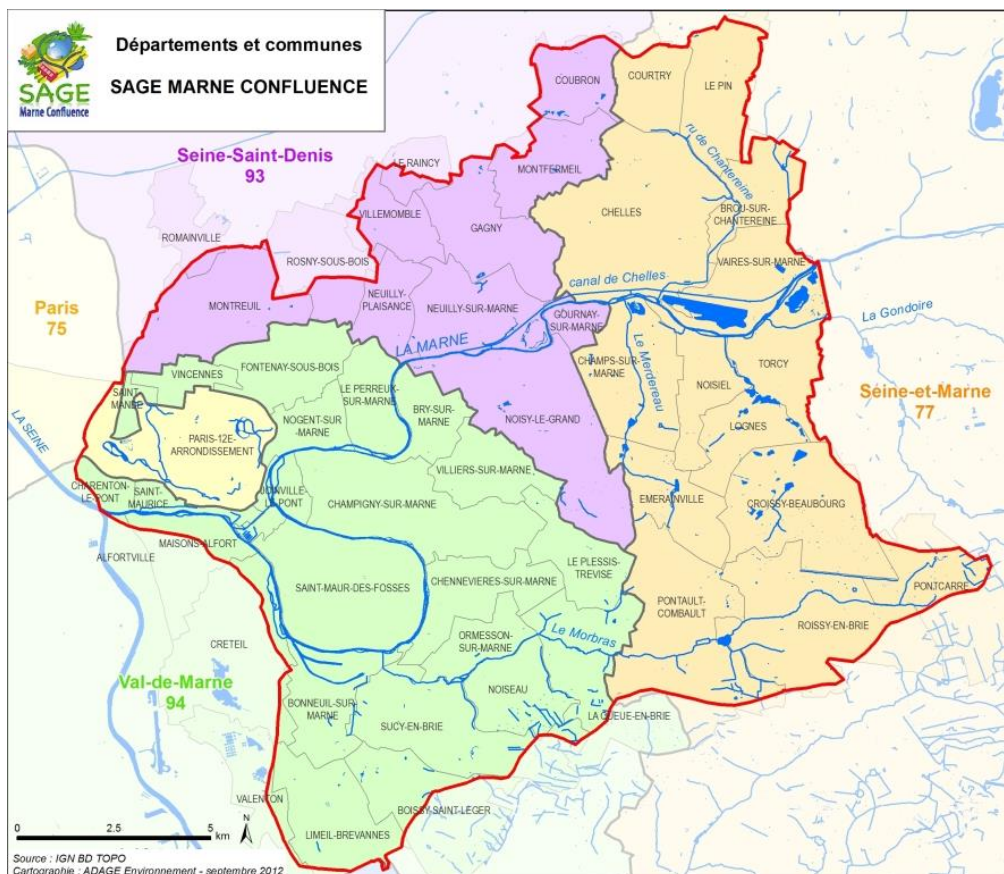 Départements et communes
SAGE MARNE CONFLUENCE
SAGE
Marne Confluence
COUBRON
COURTRY
LE PIN
Seine-Saint-Denis
93
LE RAINCY
MONTFERMEIL
ru de Chantereine
VILLEMOMBLE
GAGNY
CHELLES
BROU-SUR-
CHANTEREINE
ROMAINVILLE
ROSNY-SOUS-BOIS
VAIRES-SUR-MARNE
canal de Chelles
Paris
75
MONTREUIL
NEUILLY-
PLAISANCE
NEUILLY-SUR-MARNE
GOURNAY-
SUR-MARNE
La Gondoire
LA MARNE
VINCENNES
FONTENAY-SOUS-BOIS
CHAMPS-SUR-
MARNE
Le Merdereau
TORCY
NOISIEL
SAINT-
MANDE
LE PERREUX-
SUR-MARNE
BRY-SUR-
MARNE
NOGENT-SUR
-MARNE
NOISY-LE-GRAND
LOGNES
Seine-et-Marne
77
LA SEINE
PARIS-12E-
ARRONDISSEMENT
VILLIERS-SUR-MARNE
CHARENTON-
LE-PONT
SAINT-
MAURICE
JOINVILLE
-LE-PONT
CHAMPIGNY-SUR-MARNE
EMERAINVILLE
CROISSY-BEAUBOURG
ALFORTVILLE
MAISONS-ALFORT
LE PLESSIS-
TREVISE
SAINT-MAUR-DES-FOSSES
CHENNEVIERES-SUR-MARNE
PONTCARRE
PONTAULT-
COMBAULT
ROISSY-EN-BRIE
CRETEIL
ORMESSON-
SUR-MARNE
Le Morbras
Val-de-Marne
94
NOISEAU
BONNEUIL-SUR-
MARNE
SUCY-EN-BRIE
LA QUEUE-EN-BRIE
VALENTON
BOISSY-SAINT-LEGER
LIMEIL-BREVANNES
0 2.5 5
km
N
Source : IGN BD TOPO
Cartographie : ADAGE Environnement - septembre 2012